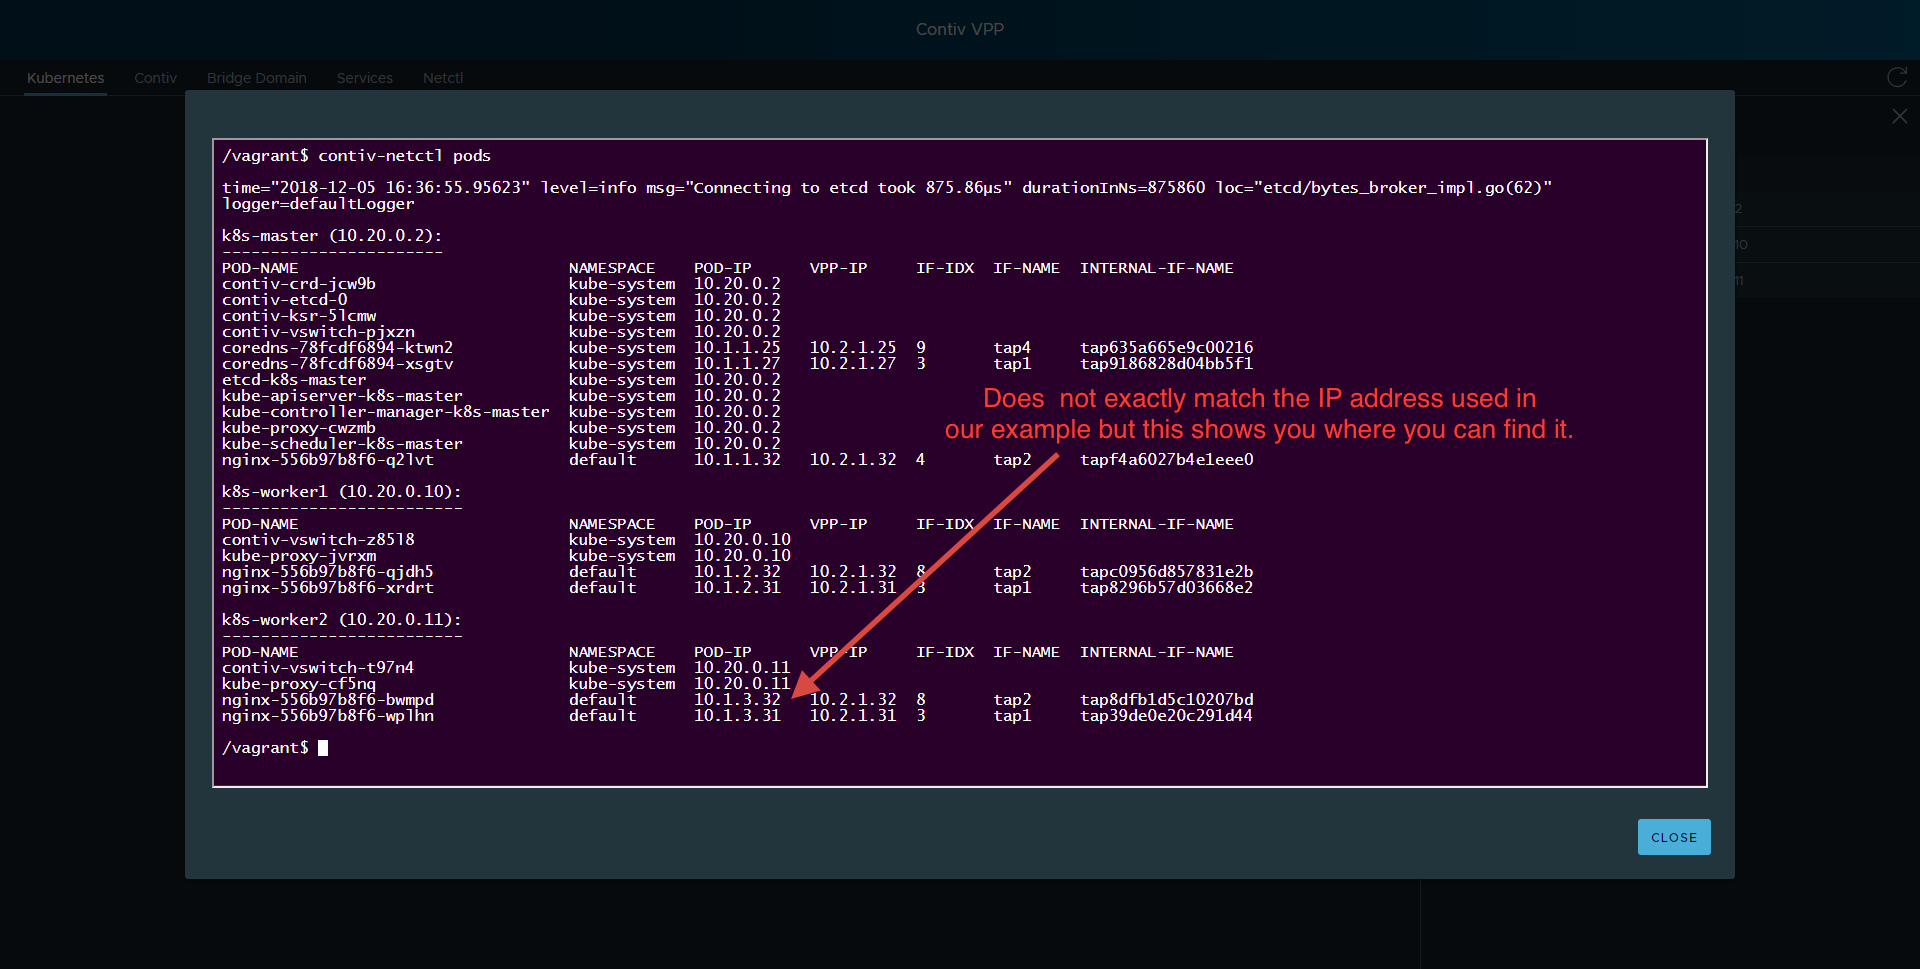 Contiv VPP
Kubernetes Contiv Bridge Domain Services Netctl
/vagrant$ contiv-netctl pods
time="2018-12-05 16:36:55.95623" level=info msg="Connecting to etcd took 875.86µs" durationInNs=875860 loc="etcd/bytes_broker_impl.go(62)"
logger=defaultLogger
k8s-master (10.20.0.2):
-----------------------
POD-NAME NAMESPACE POD-IP VPP-IP IF-IDX IF-NAME INTERNAL-IF-NAME
contiv-crd-jcw9b kube-system 10.20.0.2
contiv-etcd-0 kube-system 10.20.0.2
contiv-ksr-5lcmw kube-system 10.20.0.2
contiv-vswitch-pjxzn kube-system 10.20.0.2
coredns-78fcdf6894-ktwn2 kube-system 10.1.1.25 10.2.1.25 9 tap4 tap635a665e9c00216
coredns-78fcdf6894-xsgtv kube-system 10.1.1.27 10.2.1.27 3 tap1 tap9186828d04bb5f1
etcd-k8s-master kube-system 10.20.0.2
kube-apiserver-k8s-master kube-system 10.20.0.2
kube-controller-manager-k8s-master kube-system 10.20.0.2
kube-proxy-cwzmb kube-system 10.20.0.2
kube-scheduler-k8s-master kube-system 10.20.0.2
nginx-556b97b8f6-q2lvt default 10.1.1.32 10.2.1.32 4 tap2 tapf4a6027b4e1eee0
Does not exactly match the IP address used in
our example but this shows you where you can find it.
k8s-worker1 (10.20.0.10):
-------------------------
POD-NAME NAMESPACE POD-IP VPP-IP IF-IDX IF-NAME INTERNAL-IF-NAME
contiv-vswitch-z85l8 kube-system 10.20.0.10
kube-proxy-jvrxm kube-system 10.20.0.10
nginx-556b97b8f6-qjdh5 default 10.1.2.32 10.2.1.32 8 tap2 tapc0956d857831e2b
nginx-556b97b8f6-xrdrt default 10.1.2.31 10.2.1.31 3 tap1 tap8296b57d03668e2
k8s-worker2 (10.20.0.11):
-------------------------
POD-NAME NAMESPACE POD-IP VPP-IP IF-IDX IF-NAME INTERNAL-IF-NAME
contiv-vswitch-t97n4 kube-system 10.20.0.11
kube-proxy-cf5nq kube-system 10.20.0.11
nginx-556b97b8f6-bwmpd default 10.1.3.32 10.2.1.32 8 tap2 tap8dfb1d5c10207bd
nginx-556b97b8f6-wplhn default 10.1.3.31 10.2.1.31 3 tap1 tap39de0e20c291d44
/vagrant$
2
10
11
CLOSE